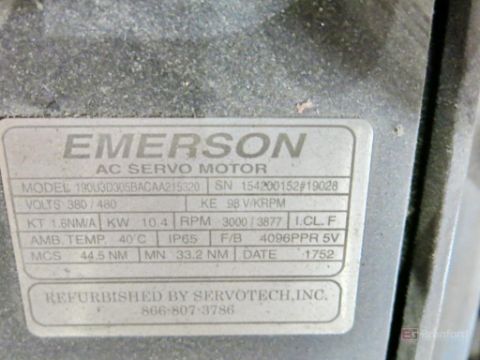 EMERSON
AC SERVO MOTOR
MODEL 190U3D305BACAA215320 SN 154200152#19028
VOLTS 380 / 480 KE 98 V/KRPM
KT 1.6NM/A KW 10.4 RPM 3000 / 3877 I.CL. F
AMB. TEMP. 40°C IP65 F/B 4096PPR 5V
MCS 44.5 NM MN 33.2 NM DATE 1752
REFURBISHED BY SERVOTECH,INC.
866-807-3786